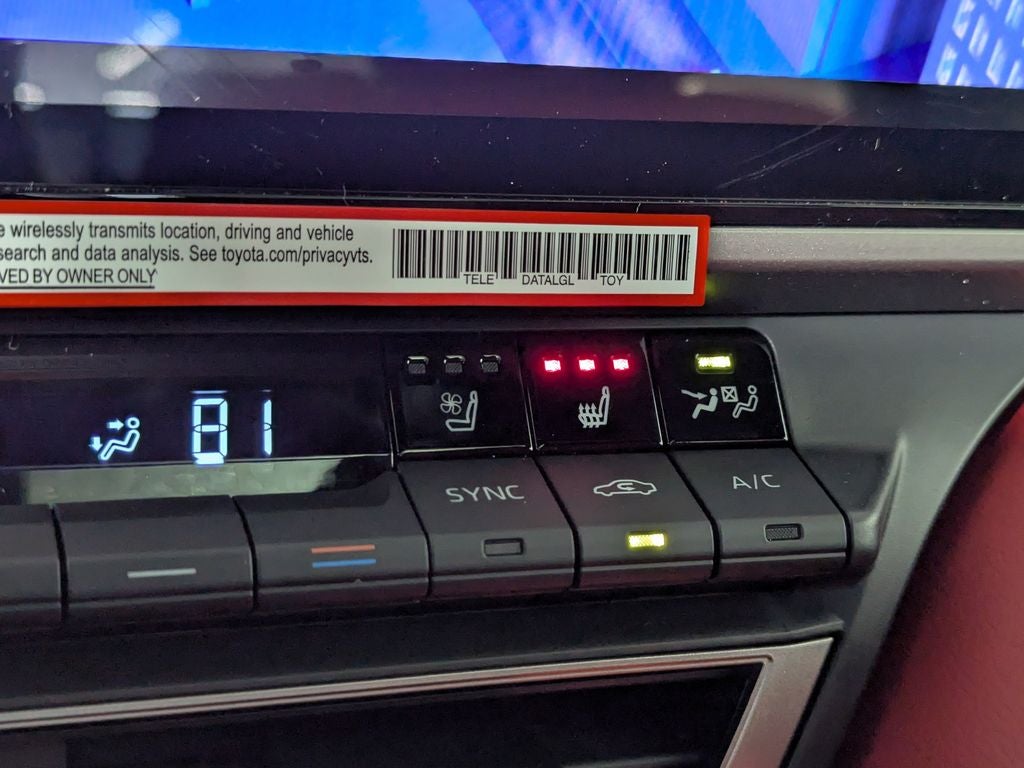 e wirelessly transmits location, driving and vehicle
search and data analysis. See toyota.com/privacyvts.
VED BY OWNER ONLY
TELE DATALGL TOY
81
SYNC
A/C